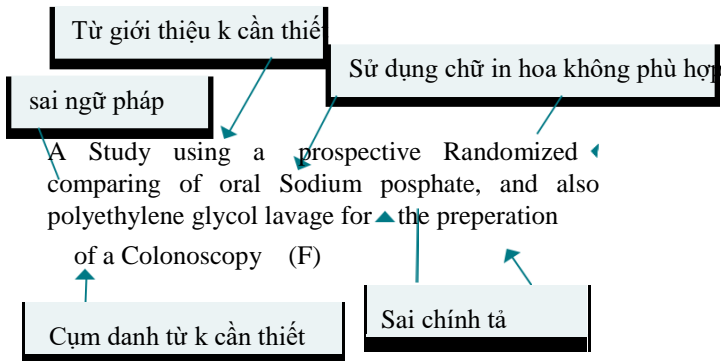 Từ giới thiệu k cần thiế
Sử dụng chữ in hoa không phù hợp
sai ngữ pháp
A Study using a prospective Randomized
comparing of oral Sodium posphate, and also
polyethylene glycol lavage for the preperation
of a Colonoscopy (F)
Cụm danh từ k cần thiết
Sai chính tả